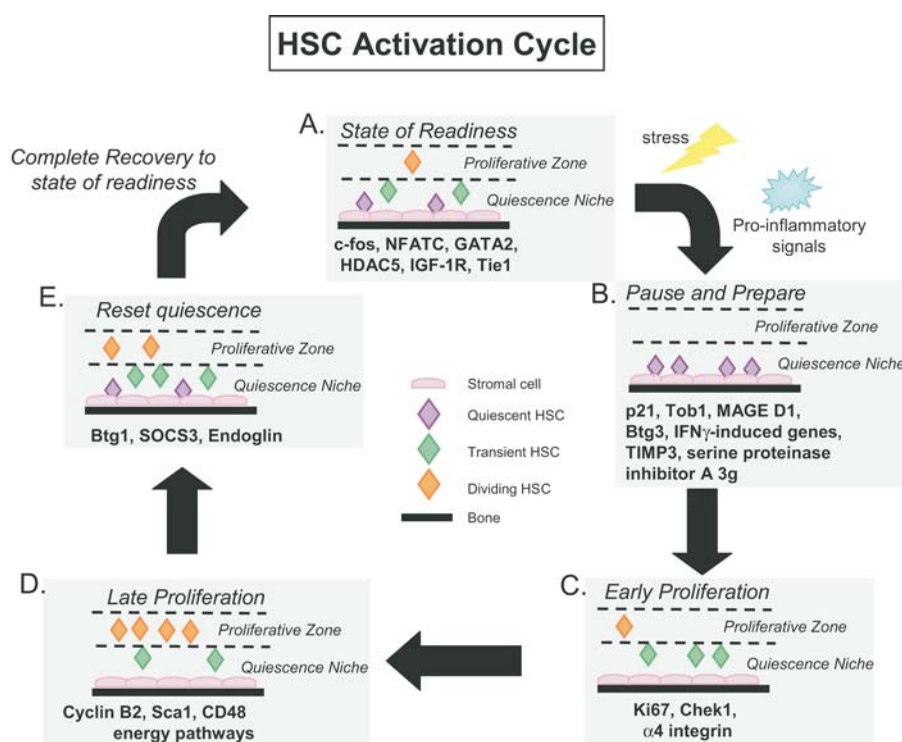 HSC Activation Cycle
A.
State of Readiness
Proliferative Zone
Quiescence Niche
c-fos, NFATC, GATA2,
HDAC5, IGF-1R, Tie1
stress
Pro-inflammatory
signals
Complete Recovery to
state of readiness
B.
Pause and Prepare
Proliferative Zone
Quiescence Niche
p21, Tob1, MAGE D1,
Btg3, IFNγ-induced genes,
TIMP3, serine proteinase
inhibitor A 3g
E.
Reset quiescence
Proliferative Zone
Quiescence Niche
Btg1, SOCS3, Endoglin
Stromal cell
Quiescent HSC
Transient HSC
Dividing HSC
Bone
C.
Early Proliferation
Proliferative Zone
Quiescence Niche
Ki67, Chek1,
α4 integrin
D.
Late Proliferation
Proliferative Zone
Quiescence Niche
Cyclin B2, Sca1, CD48
energy pathways